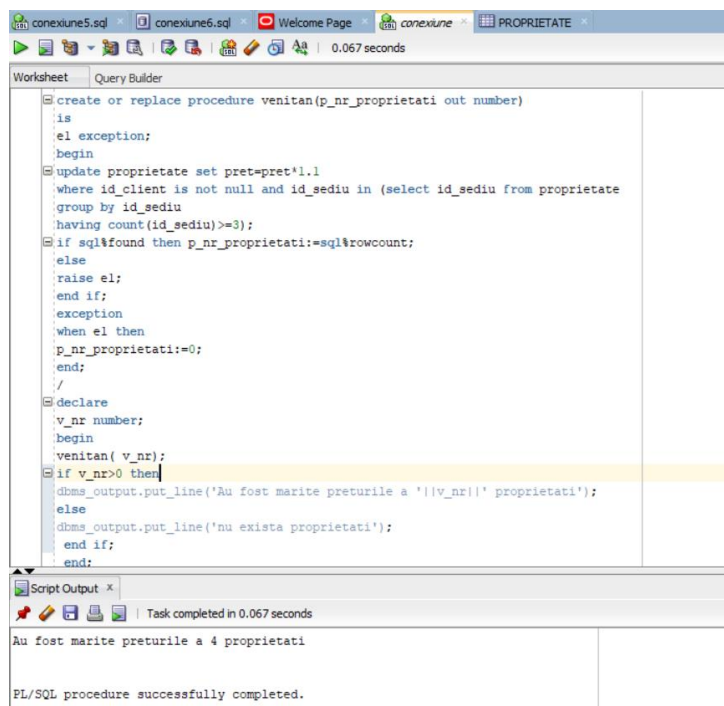 conexiune5.sql
conexiune6.sql
Welcome Page
conexiune
PROPRIETATE
0.067 seconds
Worksheet
Query Builder
create or replace procedure venitan(p_nr_proprietati out number)
is
e1 exception;
begin
update proprietate set pret=pret*1.1
where id_client is not null and id_sediu in (select id_sediu from proprietate
group by id_sediu
having count(id_sediu)>=3);
if sql%found then p_nr_proprietati:=sql%rowcount;
else
raise e1;
end if;
exception
when e1 then
p_nr_proprietati:=0;
end;
/
declare
v_nr number;
begin
venitan( v_nr);
if v_nr>0 then
dbms_output.put_line('Au fost marite preturile a '||v_nr||' proprietati');
else
dbms_output.put_line('nu exista proprietati');
end if;
end;
Script Output
Task completed in 0.067 seconds
Au fost marite preturile a 4 proprietati
PL/SQL procedure successfully completed.